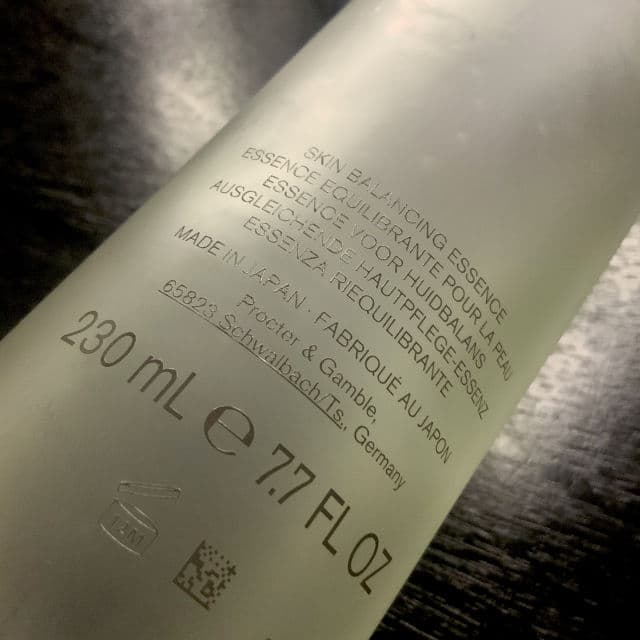 SKIN BALANCING ESSENCE
ESSENCE EQUILIBRANTE POUR LA PEAU
ESSENCE VOOR HUIDBALANS
AUSGLEICHENDE HAUTPFLEGE-ESSENZ
ESSENZA RIEQUILIBRANTE
MADE IN JAPAN · FABRIQUÉ AU JAPON
Procter & Gamble,
65823 Schwalbach/Ts., Germany
230 mL e 7.7 FL OZ